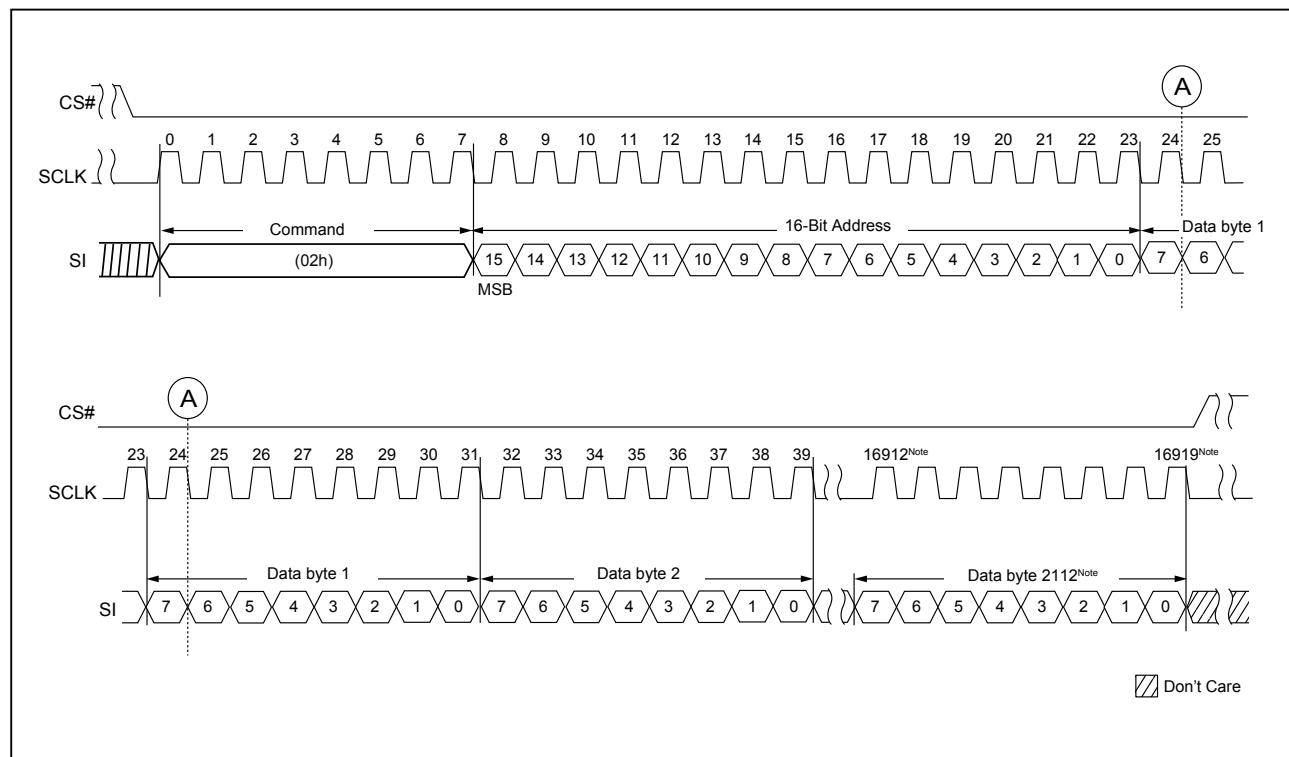 A
CS#
0 1 2 3 4 5 6 7 8 9 10 11 12 13 14 15 16 17 18 19 20 21 22 23 24 25
SCLK
Command 16-Bit Address Data byte 1
SI (02h) 15 14 13 12 11 10 9 8 7 6 5 4 3 2 1 0 7 6
MSB
A
CS#
23 24 25 26 27 28 29 30 31 32 33 34 35 36 37 38 39 16912Note 16919Note
SCLK
Data byte 1 Data byte 2 Data byte 2112Note
SI 7 6 5 4 3 2 1 0 7 6 5 4 3 2 1 0 7 6 5 4 3 2 1 0
Don't Care